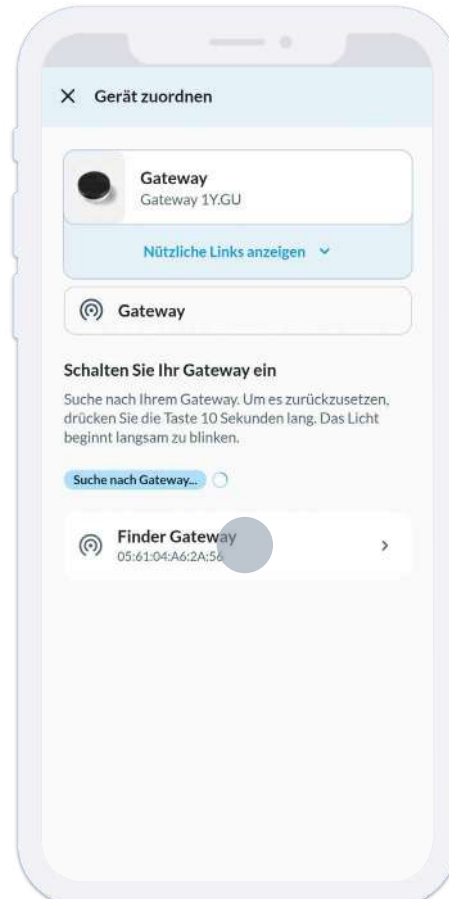 Gerät zuordnen
Gateway
Gateway 1Y.GU
Nützliche Links anzeigen
Gateway
Schalten Sie Ihr Gateway ein
Suche nach Ihrem Gateway. Um es zurückzusetzen,
drücken Sie die Taste 10 Sekunden lang. Das Licht
beginnt langsam zu blinken.
Suche nach Gateway...
Finder Gateway
05:61:04:A6:2A:56